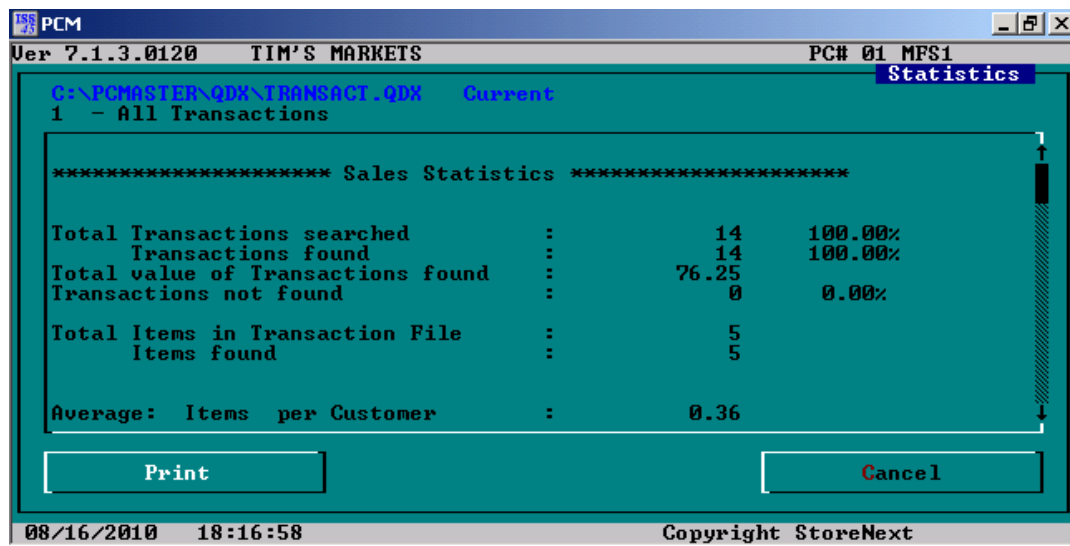 ISS
45 PCM
Ver 7.1.3.0120 TIM'S MARKETS PC# 01 MFS1
Statistics
C:\PCMASTER\QDX\TRANSACT.QDX Current
1 - All Transactions
********************* Sales Statistics *********************
Total Transactions searched : 14 100.00%
Transactions found : 14 100.00%
Total value of Transactions found : 76.25
Transactions not found : 0 0.00%
Total Items in Transaction File : 5
Items found : 5
Average: Items per Customer : 0.36
Print Cancel
08/16/2010 18:16:58 Copyright StoreNext